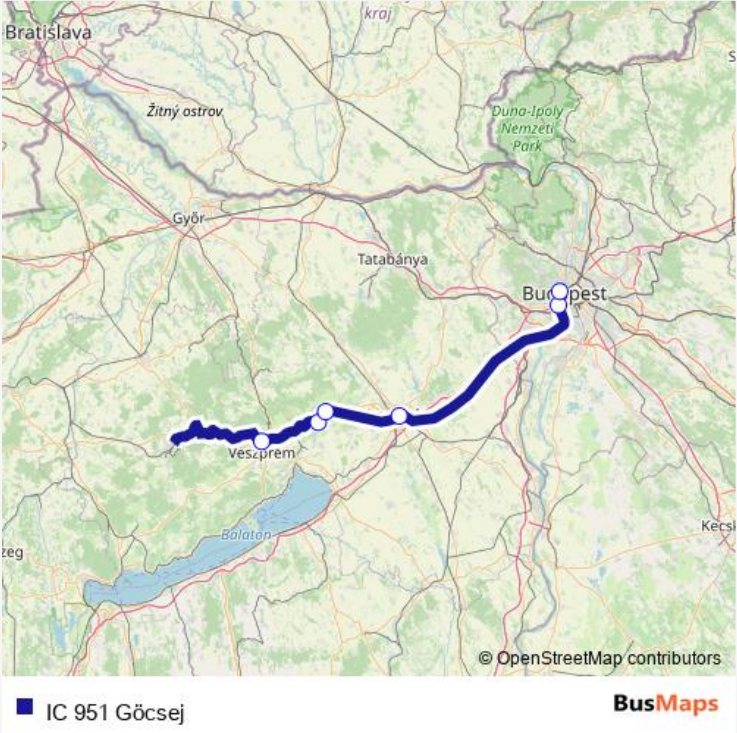 Bratislava
kraj
S
Žitný ostrov
Duna-Ipoly
Nemzeti
Park
Győr
Tatabánya
Budapest
Veszprém
Balaton
Kecsk
zeg
© OpenStreetMap contributors
IC 951 Göcsej
BusMaps